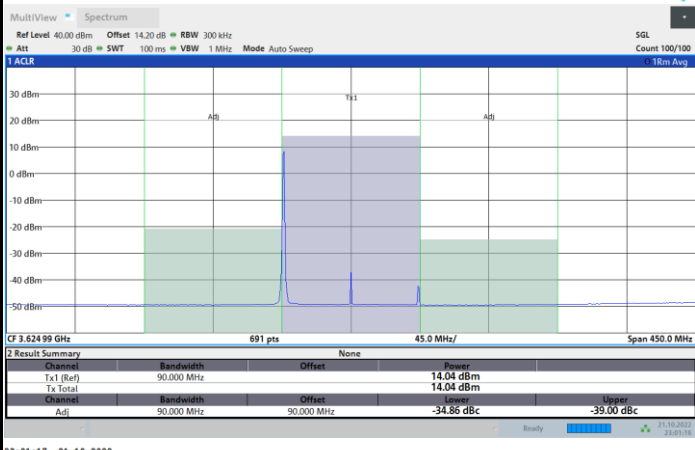 MultiView Spectrum
Ref Level 40.00 dBm Offset 14.20 dB RBW 300 kHz SGL
Att 30 dB SWT 100 ms VBW 1 MHz Mode Auto Sweep Count 100/100
1 ACLR 1Rm Avg
30 dBm
Tx1
20 dBm Adj Adj
10 dBm
0 dBm
-10 dBm
-20 dBm
-30 dBm
-40 dBm
-50 dBm
CF 3.624 99 GHz 691 pts 45.0 MHz/ Span 450.0 MHz
2 Result Summary None
Channel Bandwidth Offset Power
Tx1 (Ref) 90.000 MHz 14.04 dBm
Tx Total 14.04 dBm
Channel Bandwidth Offset Lower Upper
Adj 90.000 MHz 90.000 MHz -34.86 dBc -39.00 dBc
Ready 21.10.2022
23:01:16